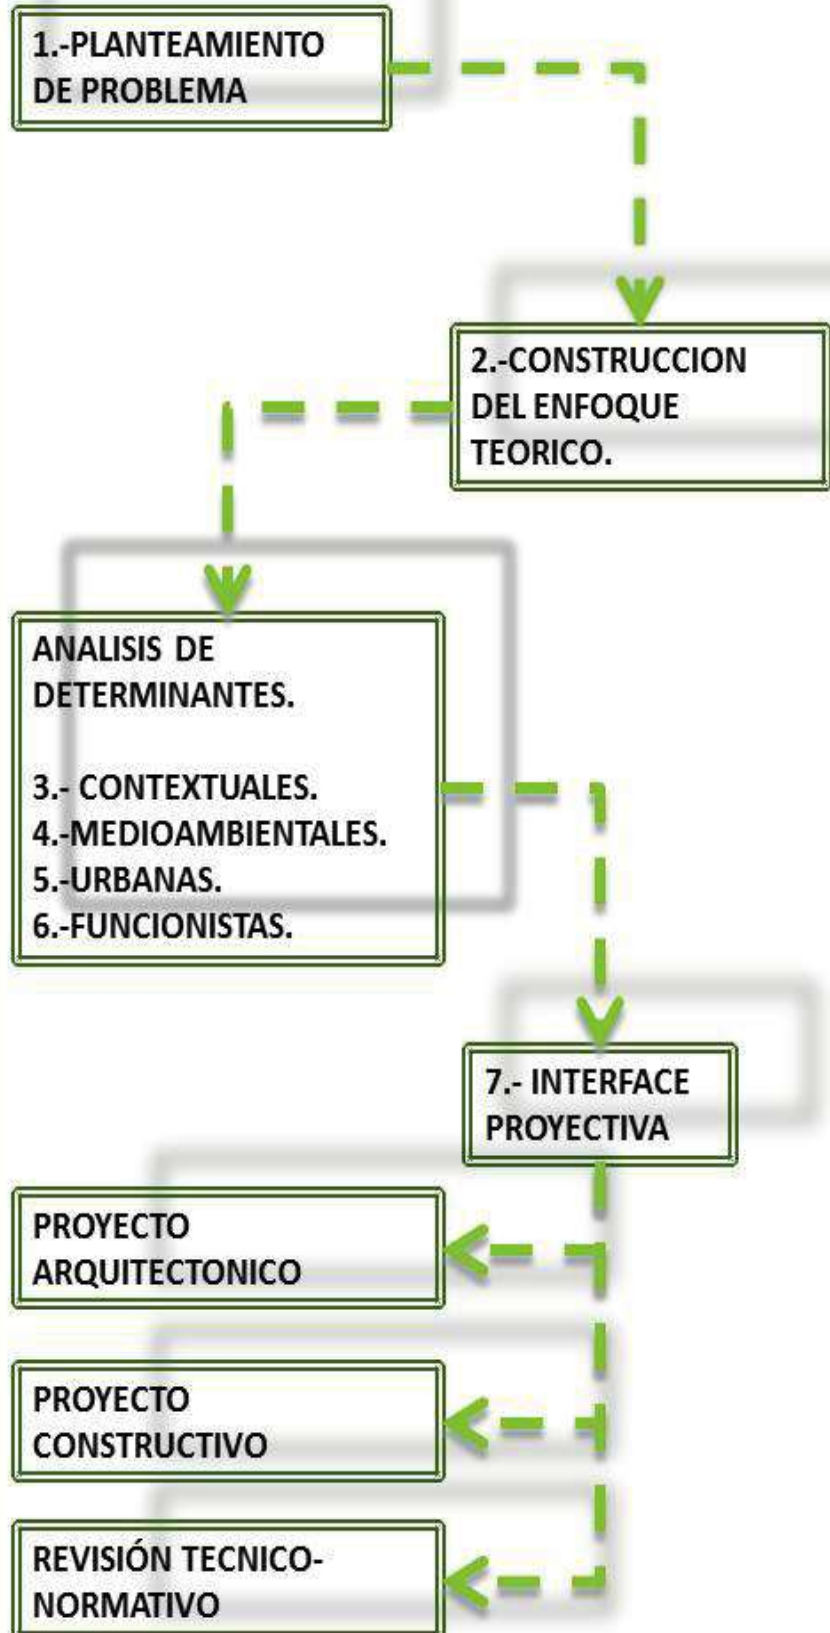 1.-PLANTEAMIENTO
DE PROBLEMA
2.-CONSTRUCCION
DEL ENFOQUE
TEORICO.
ANALISIS DE
DETERMINANTES.
3.- CONTEXTUALES.
4.-MEDIOAMBIENTALES.
5.-URBANAS.
6.-FUNCIONISTAS.
7.- INTERFACE
PROYECTIVA
PROYECTO
ARQUITECTONICO
PROYECTO
CONSTRUCTIVO
REVISIÓN TECNICO-
NORMATIVO